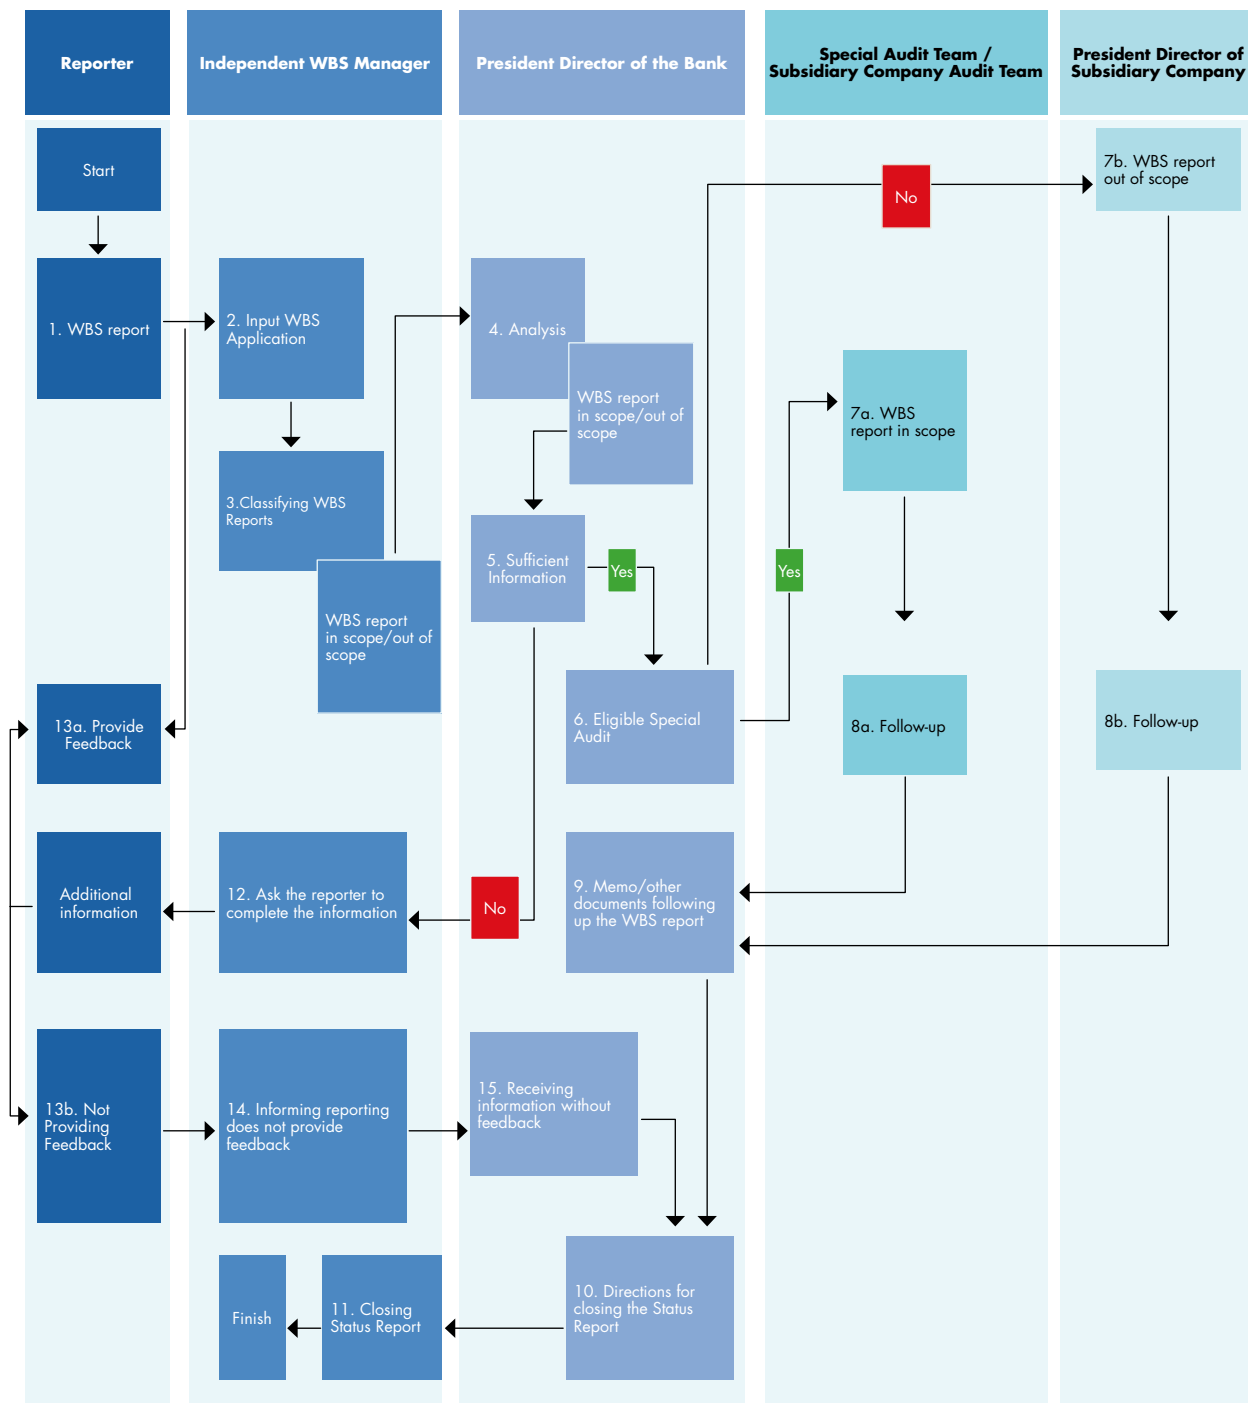 Reporter
Independent WBS Manager
President Director of the Bank
Special Audit Team /
Subsidiary Company Audit Team
President Director of
Subsidiary Company
Start
7b. WBS report
out of scope
No
1. WBS report
2. Input WBS
Application
4. Analysis
WBS report
in scope/out of
scope
7a. WBS
report in scope
3.Classifying WBS
Reports
WBS report
in scope/out of
scope
5. Sufficient
Information
Yes
Yes
13a. Provide
Feedback
6. Eligible Special
Audit
8a. Follow-up
8b. Follow-up
Additional
information
12. Ask the reporter to
complete the information
No
9. Memo/other
documents following
up the WBS report
13b. Not
Providing
Feedback
14. Informing reporting
does not provide
feedback
15. Receiving
information without
feedback
Finish
11. Closing
Status Report
10. Directions for
closing the Status
Report